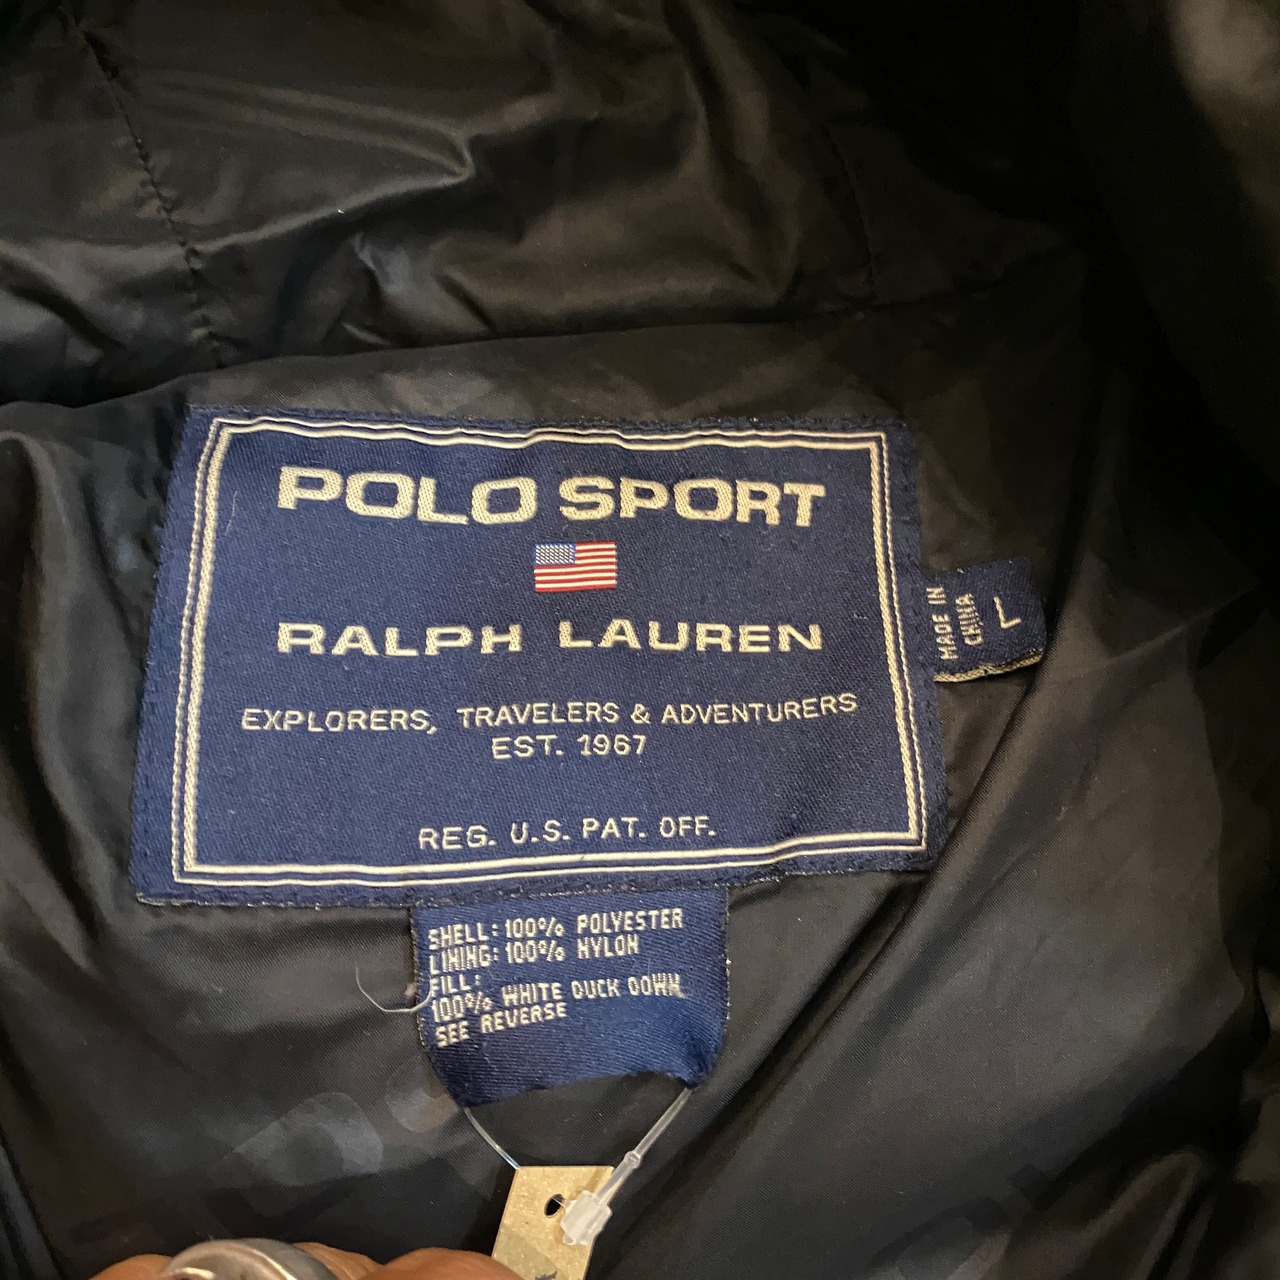 POLO SPORT
RALPH LAUREN
EXPLORERS, TRAVELERS & ADVENTURERS
EST. 1967
REG. U.S. PAT. OFF.
MADE IN
CHINA
L
SHELL: 100% POLYESTER
LINING: 100% NYLON
FILL:
100% WHITE DUCK DOWN
SEE REVERSE